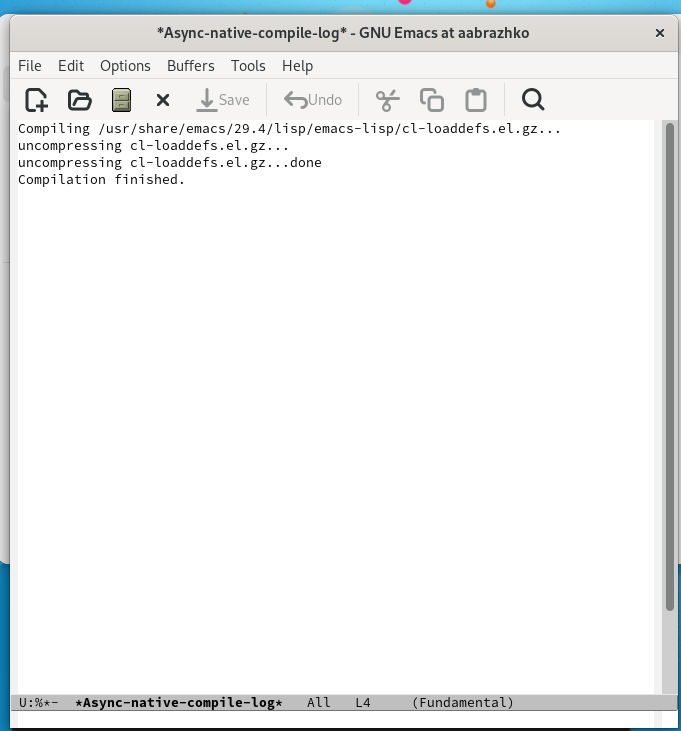 *Async-native-compile-log* - GNU Emacs at aabrazhko
File Edit Options Buffers Tools Help
Save Undo
Compiling /usr/share/emacs/29.4/lisp/emacs-lisp/cl-loaddefs.el.gz...
uncompressing cl-loaddefs.el.gz...
uncompressing cl-loaddefs.el.gz...done
Compilation finished.
U:%*- *Async-native-compile-log* All L4 (Fundamental)